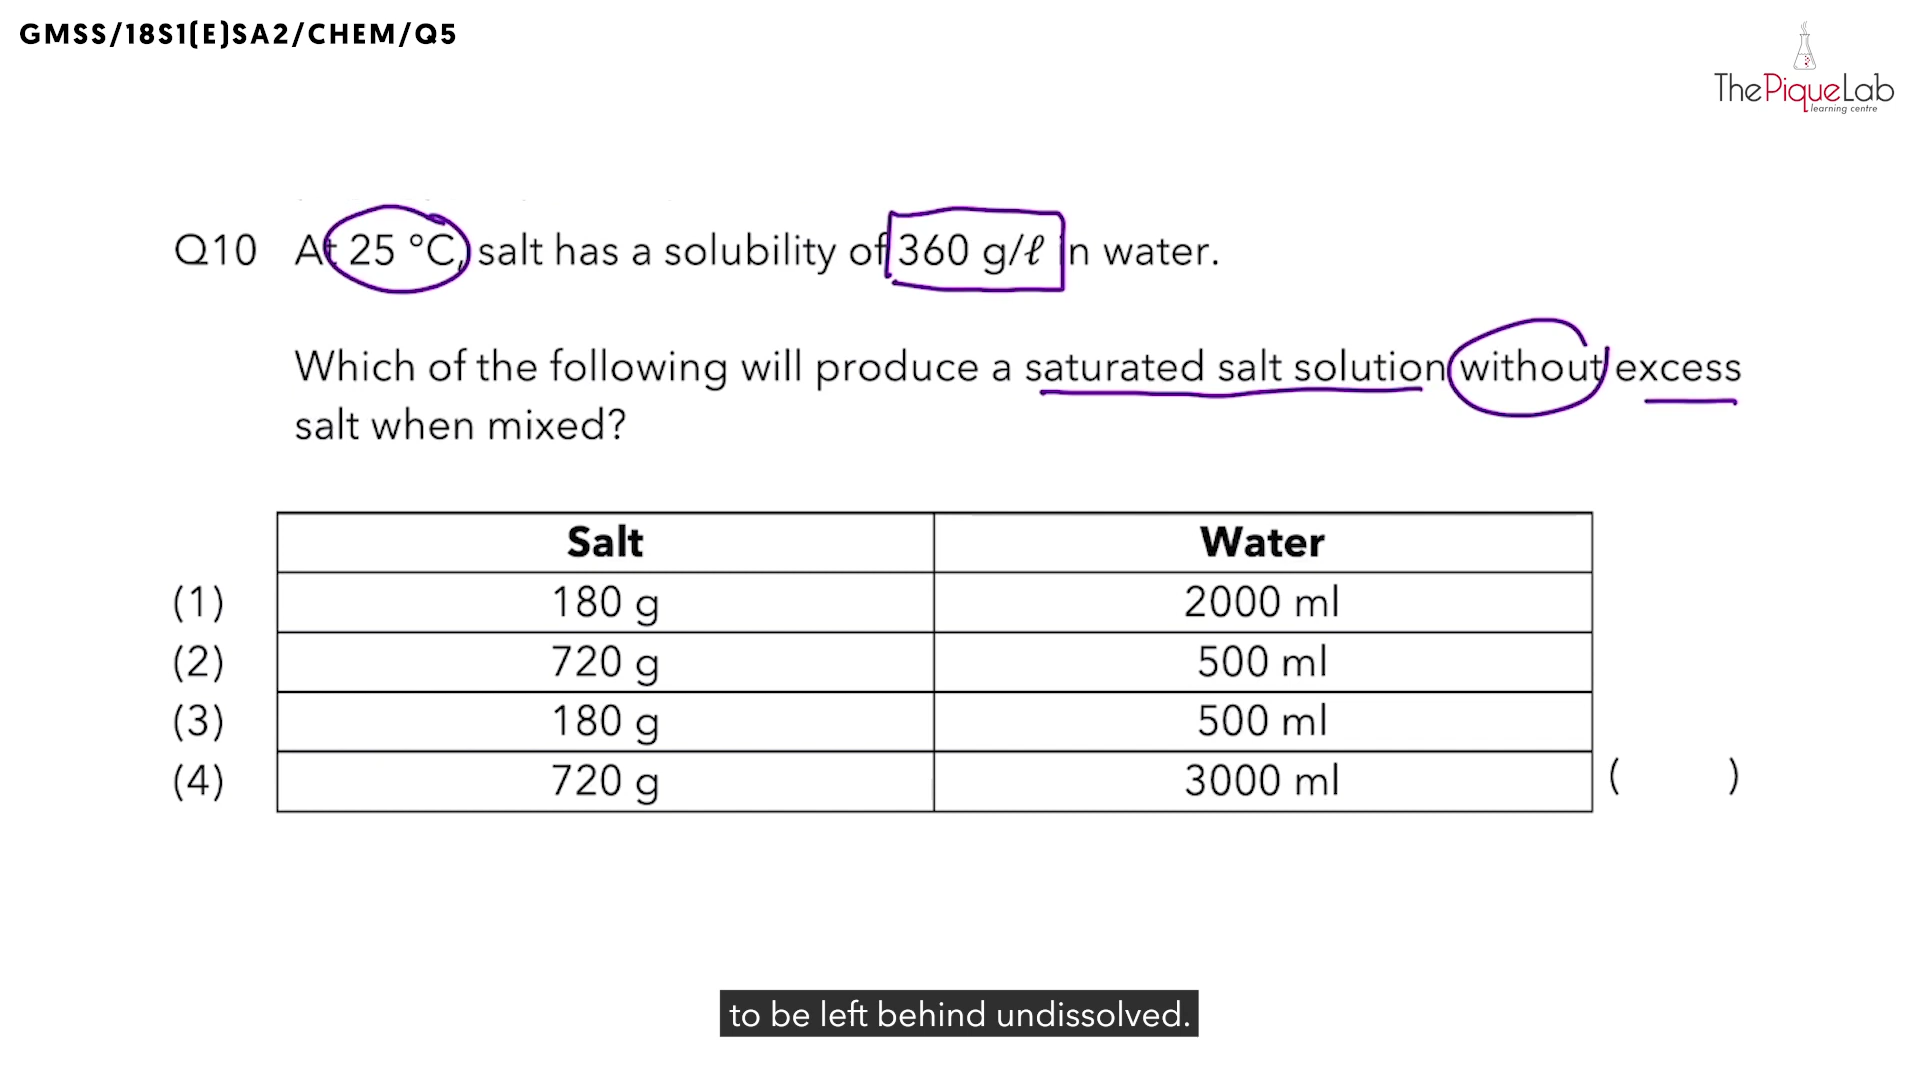 GMSS/18S1(E)SA2/CHEM/Q5
ThePiqueLab
learning centre
Q10 At 25 °C, salt has a solubility of 360 g/ℓ in water.
Which of the following will produce a saturated salt solution without excess
salt when mixed?
Salt Water
(1) 180 g 2000 ml
(2) 720 g 500 ml
(3) 180 g 500 ml
(4) 720 g 3000 ml ( )
to be left behind undissolved.